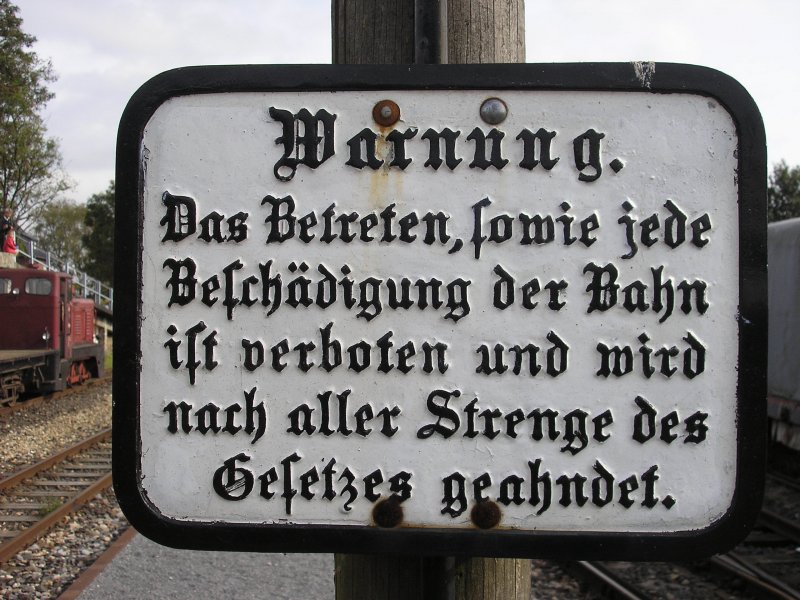 Warnung.
Das Betreten, sowie jede
Beschädigung der Bahn
ist verboten und wird
nach aller Strenge des
Gesetzes geahndet.